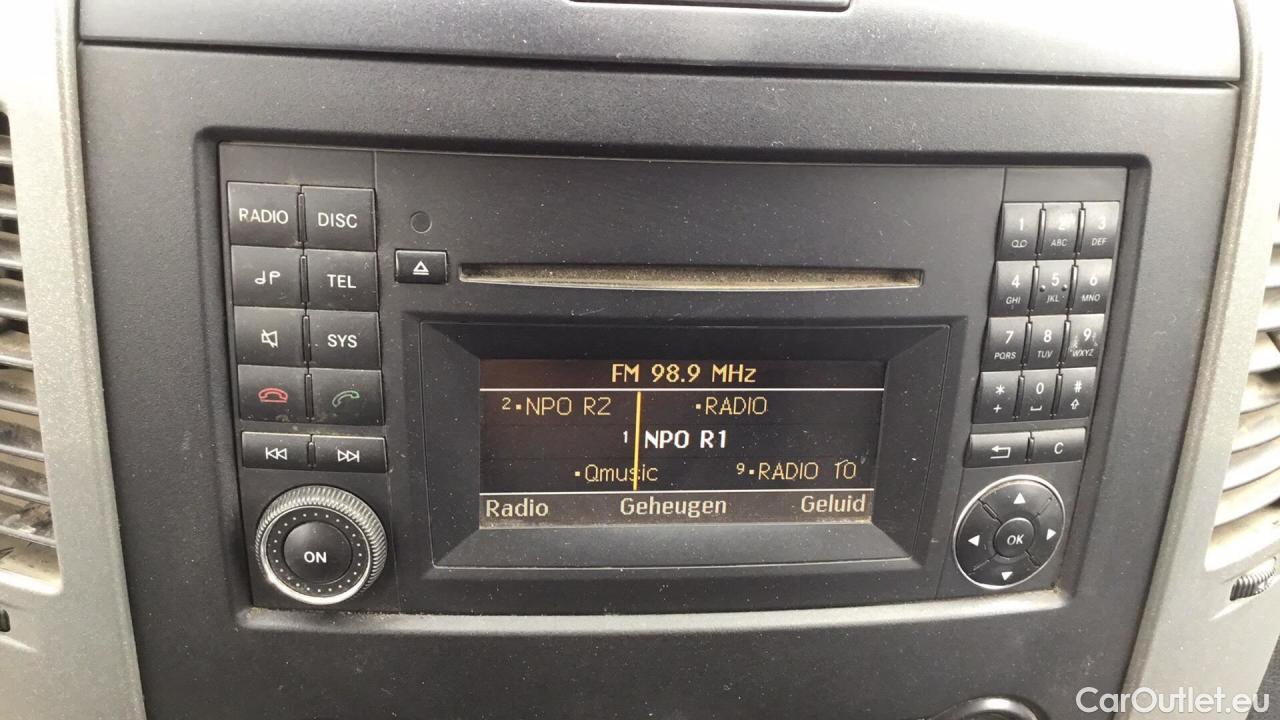 RADIO DISC
TEL
SYS
ON
FM 98.9 MHz
2 • NPO R2 • RADIO
1 NPO R1
• Qmusic 9 • RADIO 10
Radio Geheugen Geluid
1 2 ABC 3 DEF
4 GHI 5 JKL 6 MNO
7 PQRS 8 TUV 9 WXYZ
* + 0 #
C
OK
CarOutlet.eu